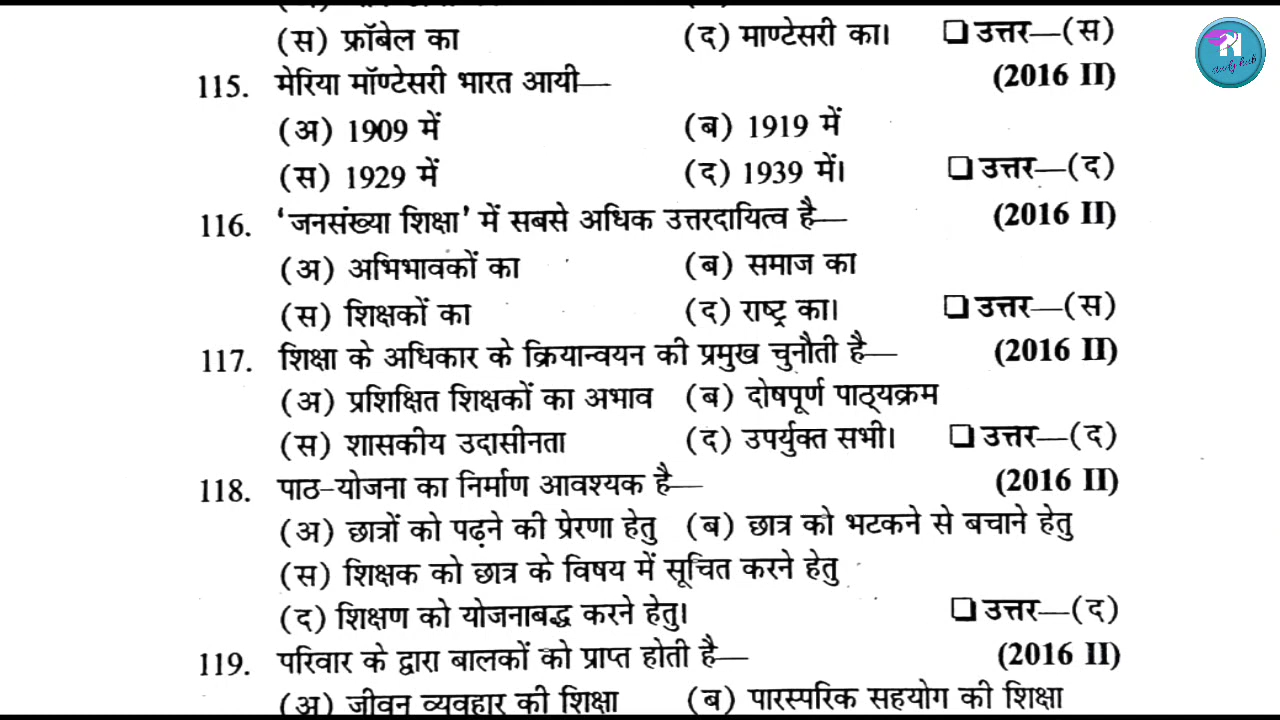 (स) फ्रॉबेल का (द) माण्टेसरी का। ❑ उत्तर—(स)
115. मेरिया मॉण्टेसरी भारत आयी— (2016 II)
(अ) 1909 में (ब) 1919 में
(स) 1929 में (द) 1939 में। ❑ उत्तर—(द)
116. ‘जनसंख्या शिक्षा’ में सबसे अधिक उत्तरदायित्व है— (2016 II)
(अ) अभिभावकों का (ब) समाज का
(स) शिक्षकों का (द) राष्ट्र का। ❑ उत्तर—(स)
117. शिक्षा के अधिकार के क्रियान्वयन की प्रमुख चुनौती है— (2016 II)
(अ) प्रशिक्षित शिक्षकों का अभाव (ब) दोषपूर्ण पाठ्यक्रम
(स) शासकीय उदासीनता (द) उपर्युक्त सभी। ❑ उत्तर—(द)
118. पाठ-योजना का निर्माण आवश्यक है— (2016 II)
(अ) छात्रों को पढ़ने की प्रेरणा हेतु (ब) छात्र को भटकने से बचाने हेतु
(स) शिक्षक को छात्र के विषय में सूचित करने हेतु
(द) शिक्षण को योजनाबद्ध करने हेतु। ❑ उत्तर—(द)
119. परिवार के द्वारा बालकों को प्राप्त होती है— (2016 II)
(अ) जीवन व्यवहार की शिक्षा (ब) पारस्परिक सहयोग की शिक्षा